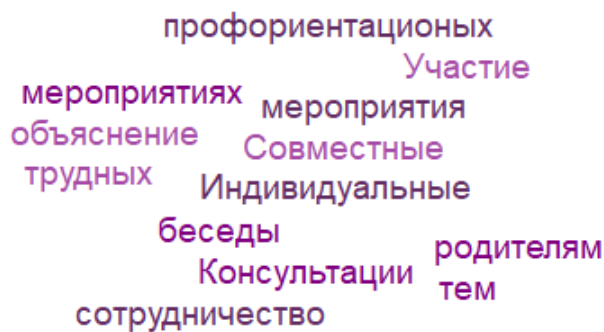 профориентационых
Участие
мероприятиях
мероприятия
объяснение
Совместные
трудных
Индивидуальные
беседы
родителям
Консультации
тем
сотрудничество